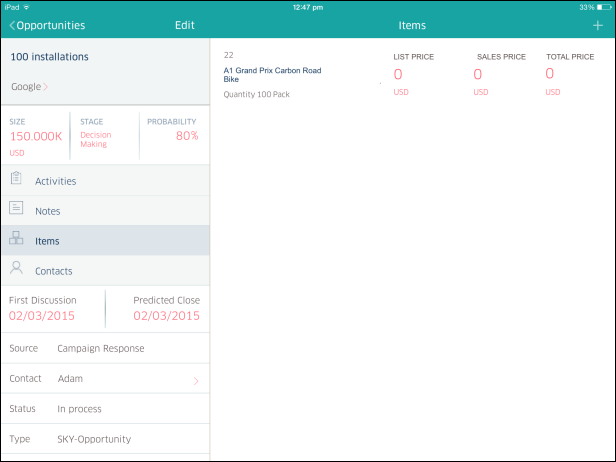 iPad 12:47 pm 33%
Opportunities Edit Items
100 installations
Google
SIZE STAGE PROBABILITY
150.000K Decision 80%
Making
USD
Activities
Notes
Items
Contacts
First Discussion Predicted Close
02/03/2015 02/03/2015
Source Campaign Response
Contact Adam
Status In process
Type SKY-Opportunity
22
A1 Grand Prix Carbon Road
Bike
Quantity 100 Pack
LIST PRICE SALES PRICE TOTAL PRICE
0 0 0
USD USD USD